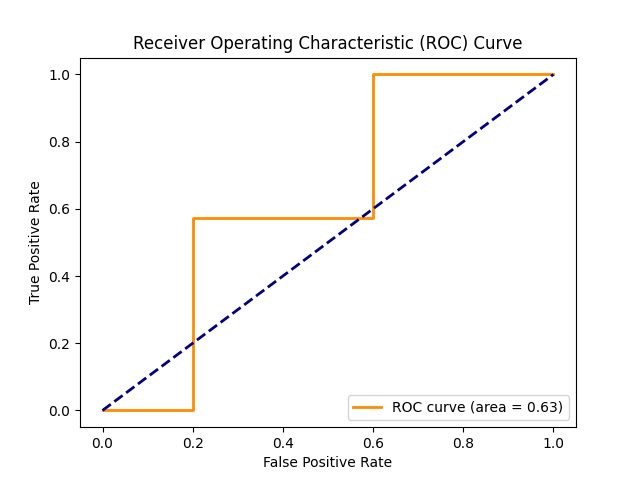 Receiver Operating Characteristic (ROC) Curve
1.0
0.8
0.6
0.4
0.2
0.0
True Positive Rate
ROC curve (area = 0.63)
0.0 0.2 0.4 0.6 0.8 1.0
False Positive Rate